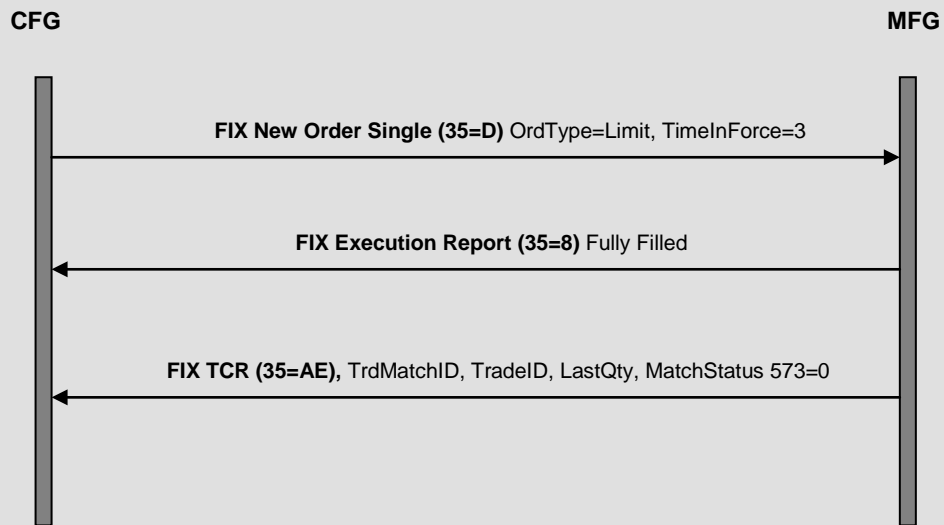 CFG
MFG
FIX New Order Single (35=D) OrdType=Limit, TimeInForce=3
FIX Execution Report (35=8) Fully Filled
FIX TCR (35=AE), TrdMatchID, TradeID, LastQty, MatchStatus 573=0